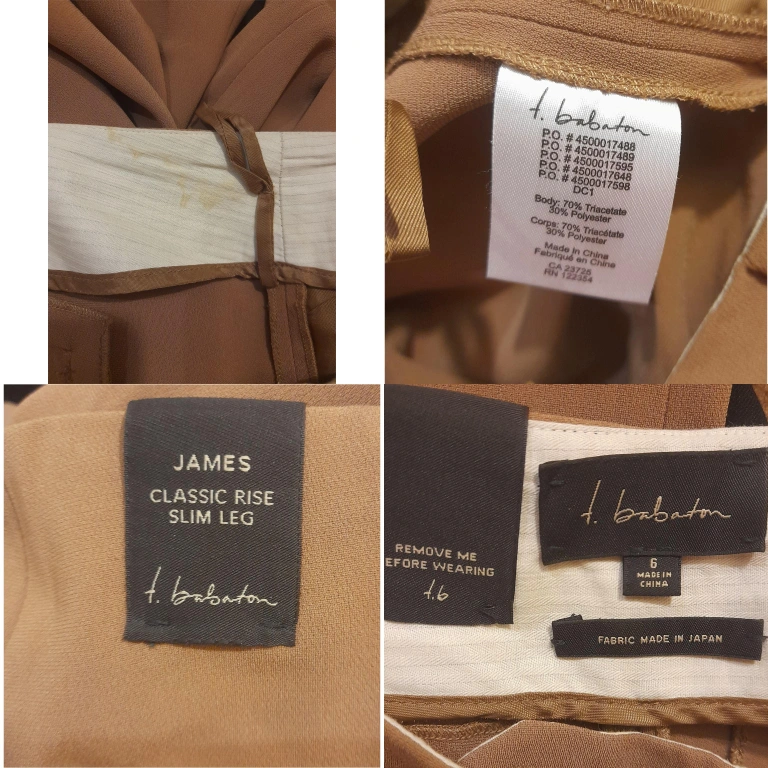 t. babaton
P.O. # 4500017488
P.O. # 4500017489
P.O. # 4500017595
P.O. # 4500017648
P.O. # 4500017598
DC1
Body: 70% Triacetate
30% Polyester
Corps: 70% Triacétate
30% Polyester
Made in China
Fabriqué en Chine
CA 23725
RN 122354
JAMES
CLASSIC RISE
SLIM LEG
t. babaton
REMOVE ME
EFORE WEARING
t.b
t. babaton
6
MADE IN
CHINA
FABRIC MADE IN JAPAN